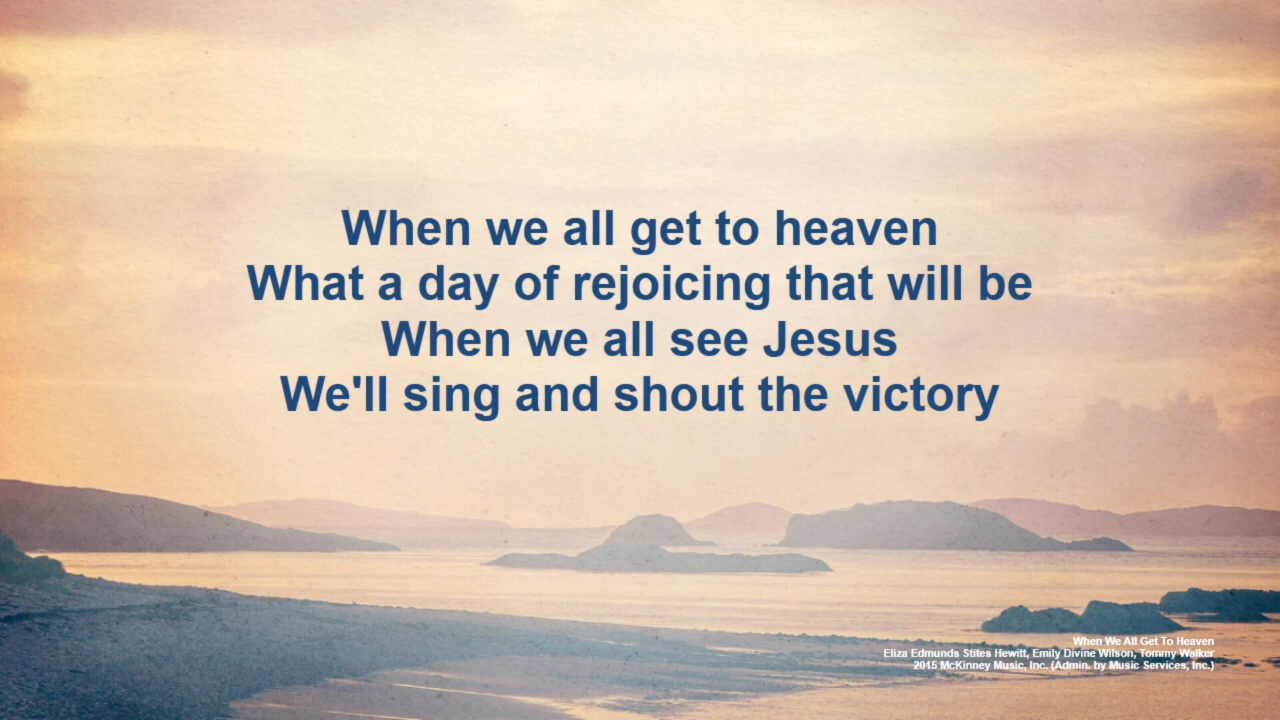 When we all get to heaven
What a day of rejoicing that will be
When we all see Jesus
We'll sing and shout the victory
When We All Get To Heaven
Eliza Edmunds Stites Hewitt, Emily Divine Wilson, Tommy Walker
2015 McKinney Music, Inc. (Admin. by Music Services, Inc.)